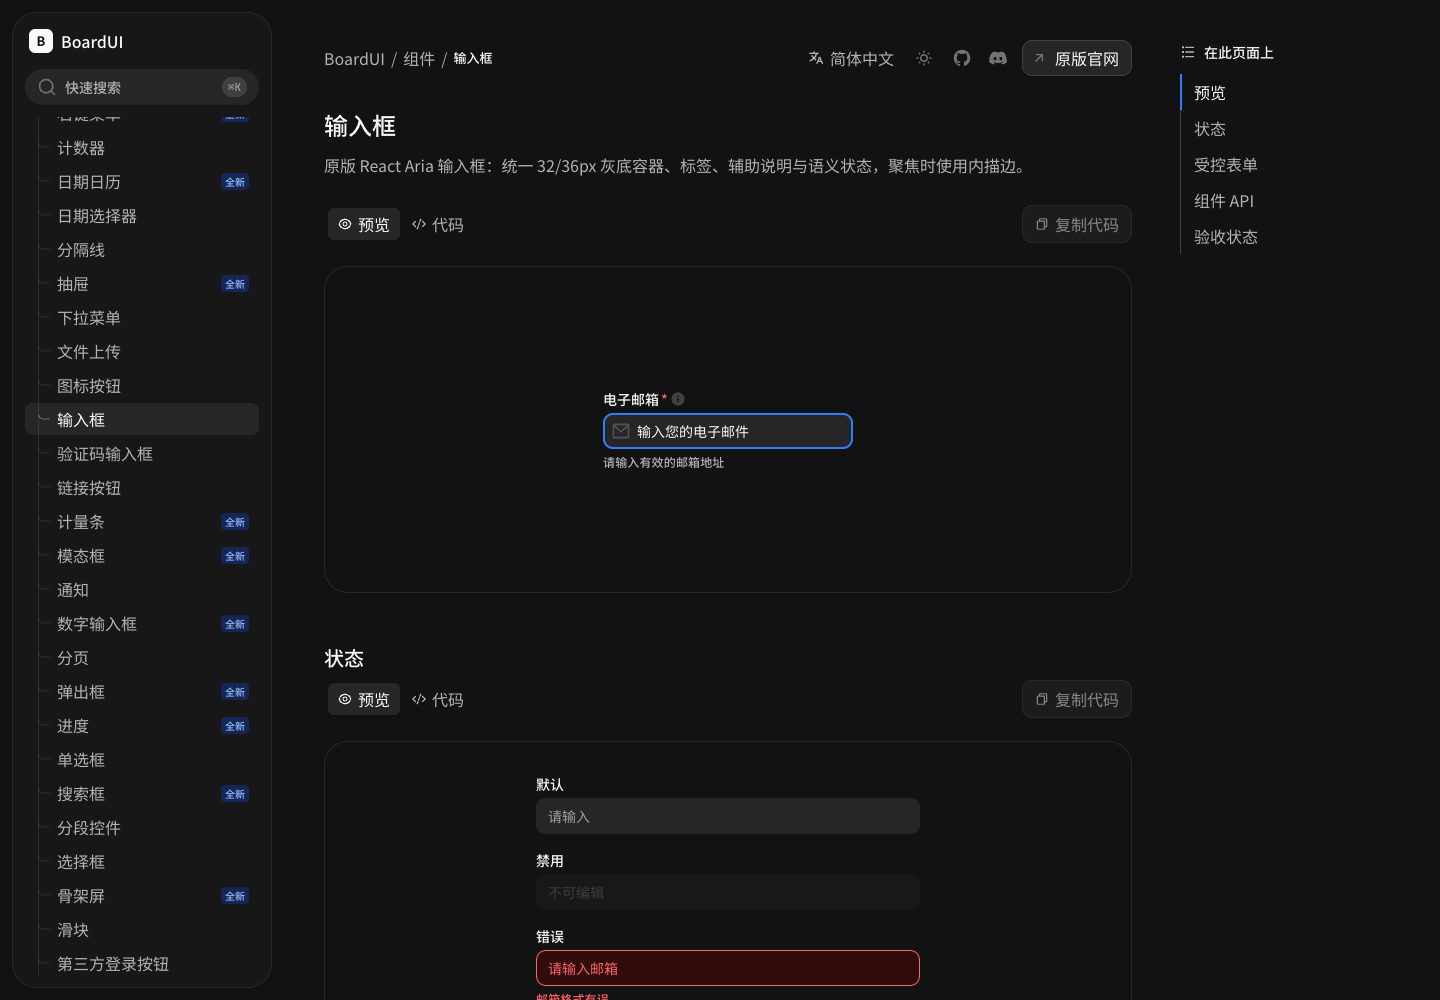 BoardUI
快速搜索 ⌘K
计数器
日期日历 全新
日期选择器
分隔线
抽屉 全新
下拉菜单
文件上传
图标按钮
输入框
验证码输入框
链接按钮
计量条 全新
模态框 全新
通知
数字输入框 全新
分页
弹出框 全新
进度 全新
单选框
搜索框 全新
分段控件
选择框
骨架屏 全新
滑块
第三方登录按钮
BoardUI / 组件 / 输入框
简体中文
原版官网
输入框
原版 React Aria 输入框：统一 32/36px 灰底容器、标签、辅助说明与语义状态，聚焦时使用内描边。
预览 代码 复制代码
电子邮箱 *
输入您的电子邮件
请输入有效的邮箱地址
状态
预览 代码 复制代码
默认
请输入
禁用
不可编辑
错误
请输入邮箱
邮箱格式有误
在此页面上
预览
状态
受控表单
组件 API
验收状态